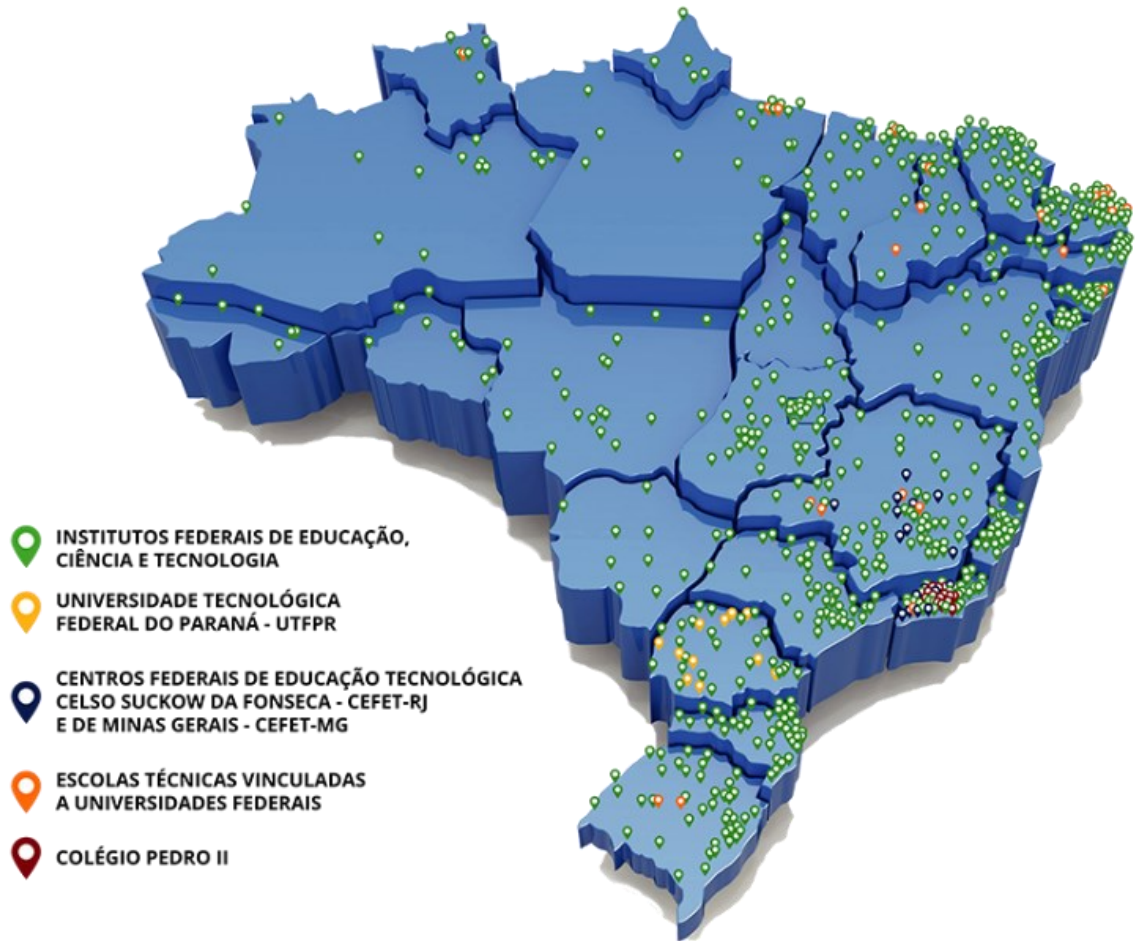 INSTITUTOS FEDERAIS DE EDUCAÇÃO,
CIÊNCIA E TECNOLOGIA
UNIVERSIDADE TECNOLÓGICA
FEDERAL DO PARANÁ - UTFPR
CENTROS FEDERAIS DE EDUCAÇÃO TECNOLÓGICA
CELSO SUCKOW DA FONSECA - CEFET-RJ
E DE MINAS GERAIS - CEFET-MG
ESCOLAS TÉCNICAS VINCULADAS
A UNIVERSIDADES FEDERAIS
COLÉGIO PEDRO II